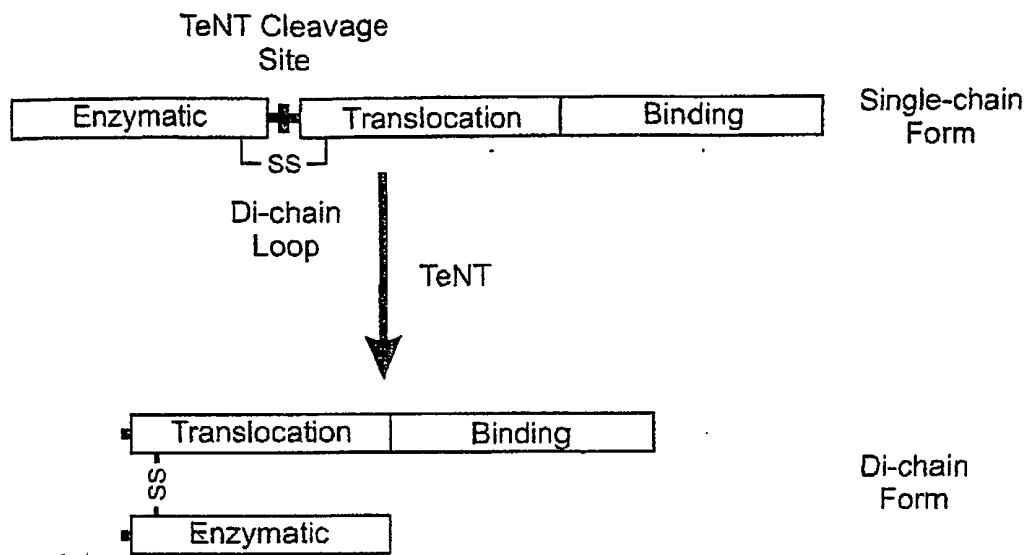 TeNT Cleavage
Site
Enzymatic
Translocation
Binding
Single-chain
Form
SS
Di-chain
Loop
TeNT
Translocation
Binding
SS
Di-chain
Form
Enzymatic